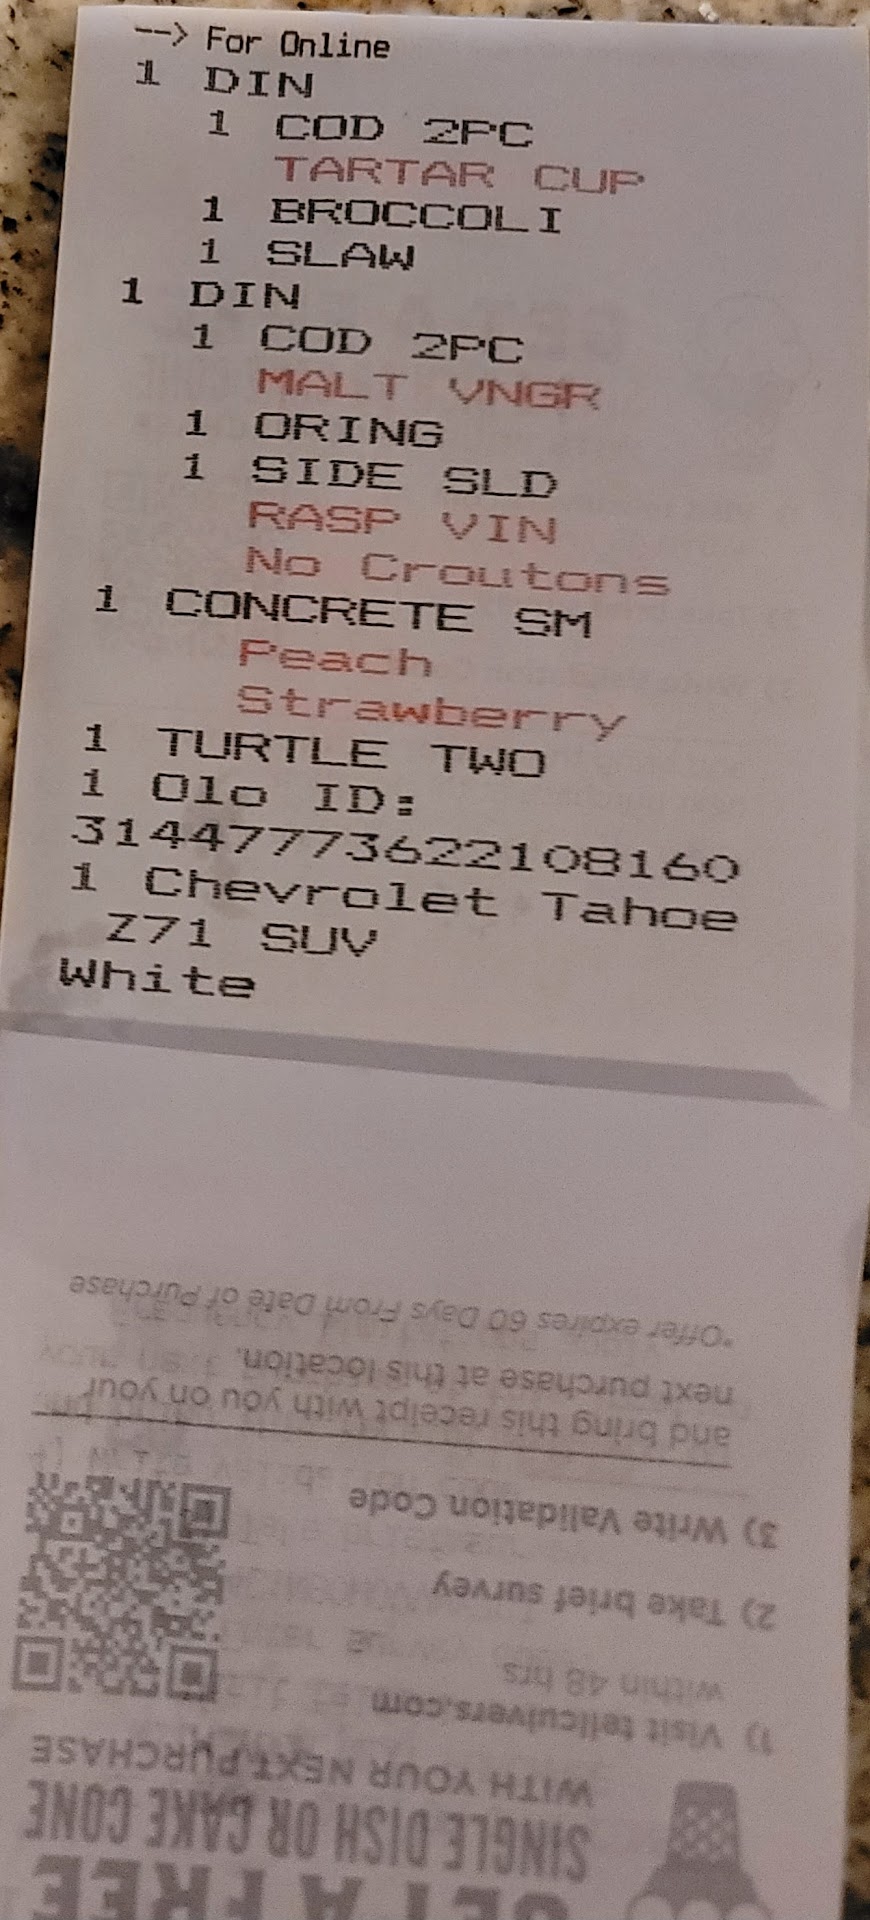 --> For Online
1 DIN
1 COD 2PC
TARTAR CUP
1 BROCCOLI
1 SLAW
1 DIN
1 COD 2PC
MALT VNGR
1 ORING
1 SIDE SLD
RASP VIN
No Croutons
1 CONCRETE SM
Peach
Strawberry
1 TURTLE TWO
1 Olo ID:
31447773622108160
1 Chevrolet Tahoe
Z71 SUV
White
GET A FREE
SINGLE DISH OR CAKE CONE
WITH YOUR NEXT PURCHASE
1) Visit tellculvers.com
within 48 hrs
2) Take brief survey
3) Write Validation Code
and bring this receipt with you on your
next purchase at this location.
*Offer expires 60 Days From Date of Purchase